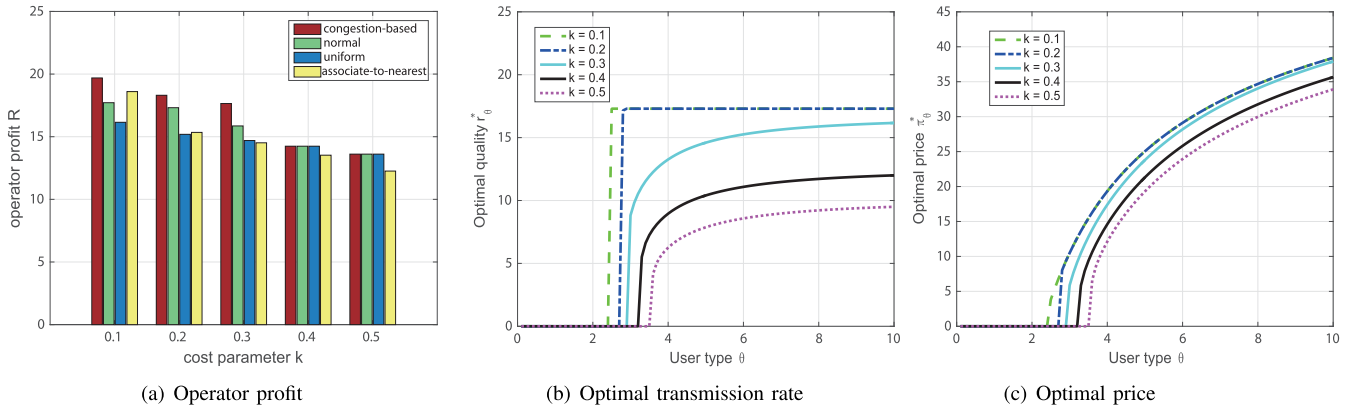 25
20
15
10
5
0
operator profit R
congestion-based
normal
uniform
associate-to-nearest
0.1 0.2 0.3 0.4 0.5
cost parameter k
(a) Operator profit
25
20
15
10
5
0
Optimal quality r*θ
k = 0.1
k = 0.2
k = 0.3
k = 0.4
k = 0.5
0 2 4 6 8 10
User type θ
(b) Optimal transmission rate
45
40
35
30
25
20
15
10
5
0
Optimal price π*θ
k = 0.1
k = 0.2
k = 0.3
k = 0.4
k = 0.5
0 2 4 6 8 10
User type θ
(c) Optimal price